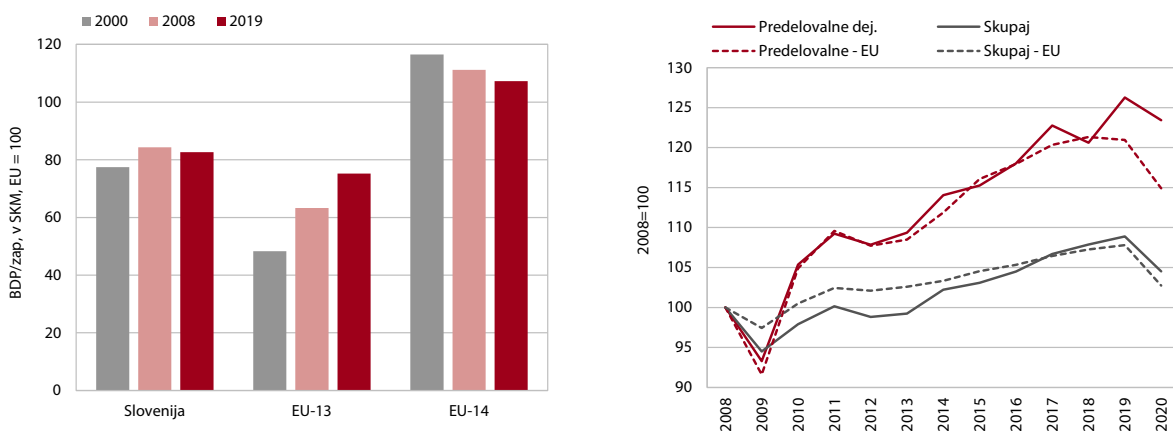 2000 2008 2019
BDP/zap, v SKM, EU = 100
120
100
80
60
40
20
0
Slovenija EU-13 EU-14
Predelovalne dej. Skupaj
Predelovalne - EU Skupaj - EU
2008=100
130
125
120
115
110
105
100
95
90
2008 2009 2010 2011 2012 2013 2014 2015 2016 2017 2018 2019 2020